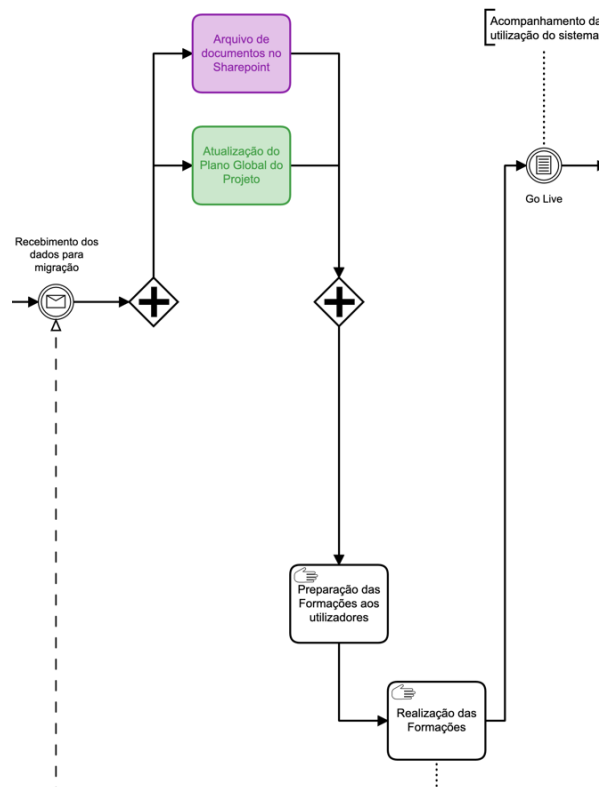 Arquivo de
documentos no
Sharepoint
Acompanhamento da
utilização do sistema
Atualização do
Plano Global do
Projeto
Go Live
Recebimento dos
dados para
migração
Preparação das
Formações aos
utilizadores
Realização das
Formações